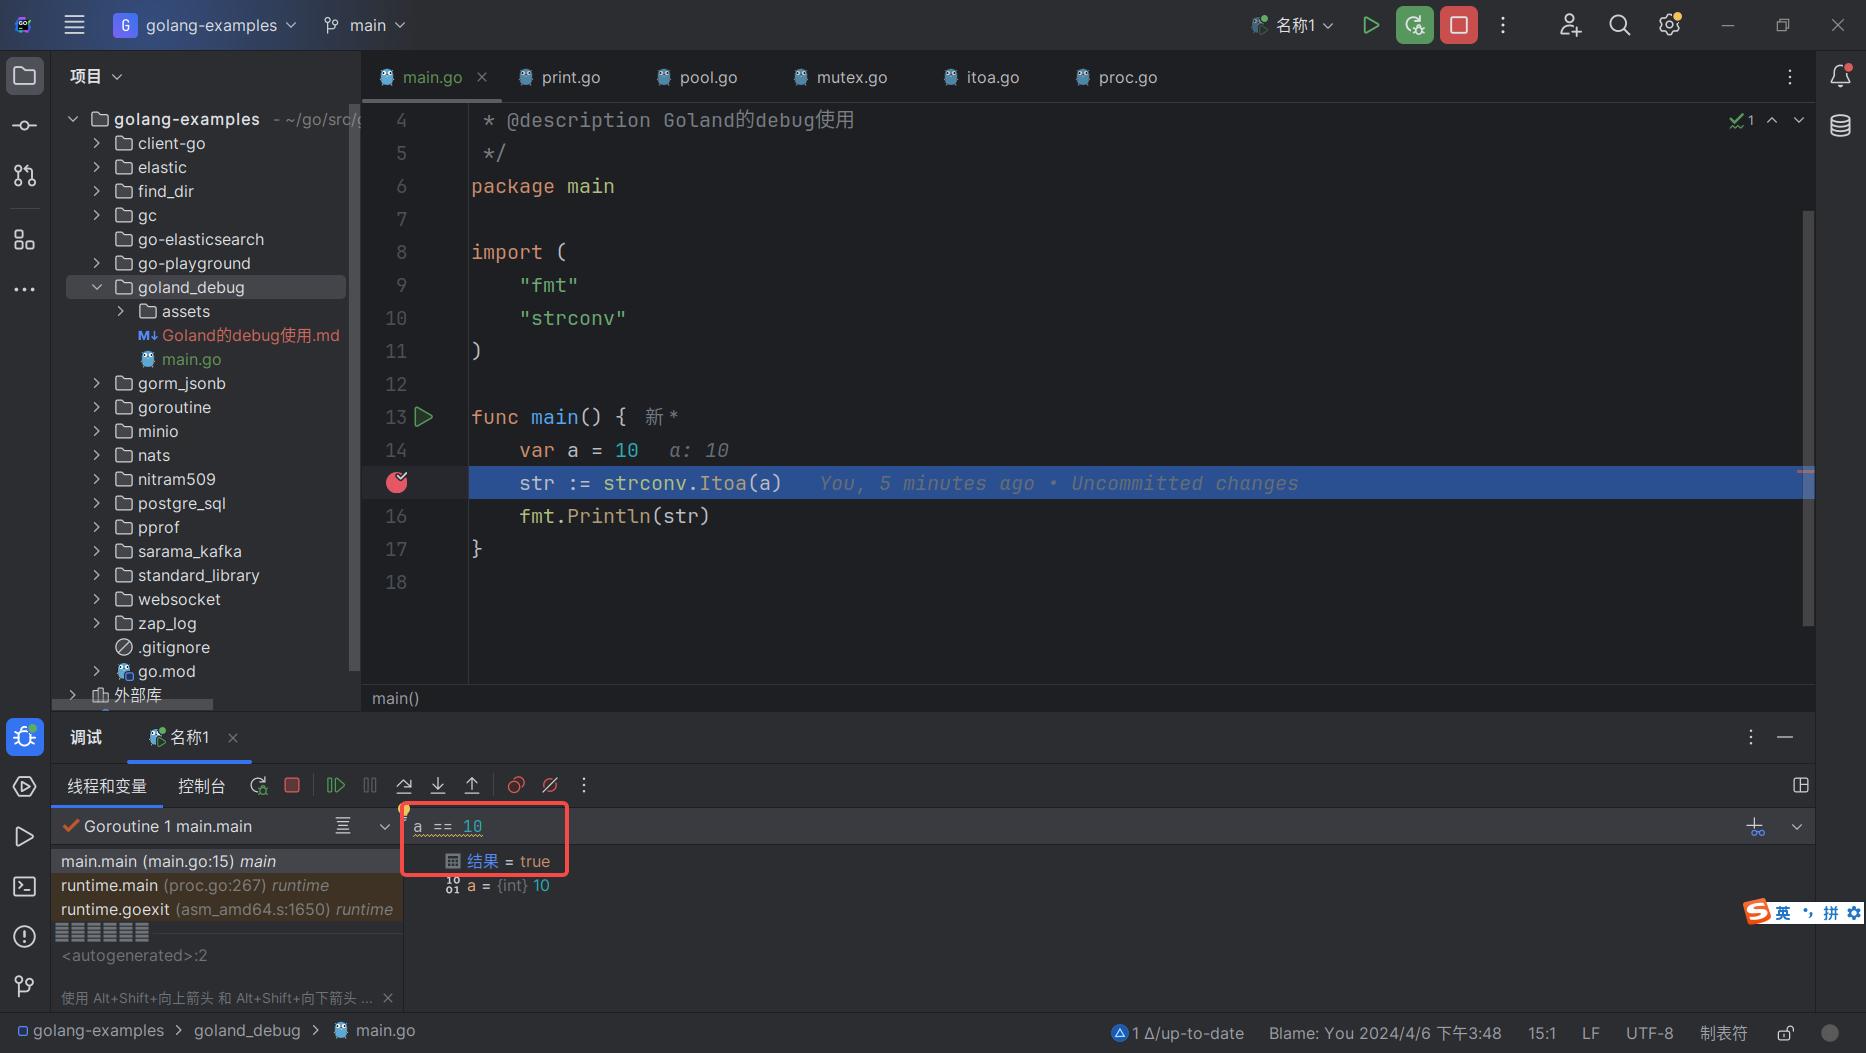 G golang-examples main 名称1
项目
main.go print.go pool.go mutex.go itoa.go proc.go
golang-examples - ~/go/src/
client-go
elastic
find_dir
gc
go-elasticsearch
go-playground
goland_debug
assets
M↓ Goland的debug使用.md
main.go
gorm_jsonb
goroutine
minio
nats
nitram509
postgre_sql
pprof
sarama_kafka
standard_library
websocket
zap_log
.gitignore
go.mod
外部库
4 * @description Goland的debug使用
1
5 */
6 package main
7
8 import (
9 "fmt"
10 "strconv"
11 )
12
13 func main() { 新 *
14 var a = 10 a: 10
str := strconv.Itoa(a) You, 5 minutes ago • Uncommitted changes
16 fmt.Println(str)
17 }
18
main()
调试 名称1
线程和变量 控制台
Goroutine 1 main.main
a == 10
main.main (main.go:15) main
结果 = true
runtime.main (proc.go:267) runtime
a = {int} 10
runtime.goexit (asm_amd64.s:1650) runtime
<autogenerated>:2
使用 Alt+Shift+向上箭头 和 Alt+Shift+向下箭头 ...
S 英 拼
golang-examples > goland_debug > main.go
1 Δ/up-to-date Blame: You 2024/4/6 下午3:48 15:1 LF UTF-8 制表符